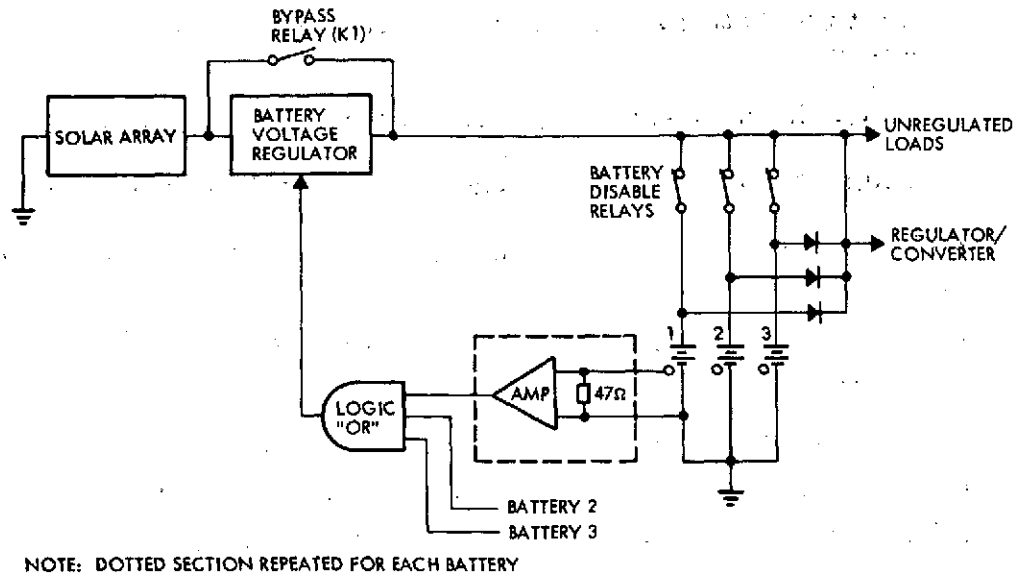 BYPASS
RELAY (K1)
SOLAR ARRAY
BATTERY
VOLTAGE
REGULATOR
UNREGULATED
LOADS
BATTERY
DISABLE
RELAYS
REGULATOR/
CONVERTER
1 2 3
AMP
47Ω
LOGIC
"OR"
BATTERY 2
BATTERY 3
NOTE: DOTTED SECTION REPEATED FOR EACH BATTERY